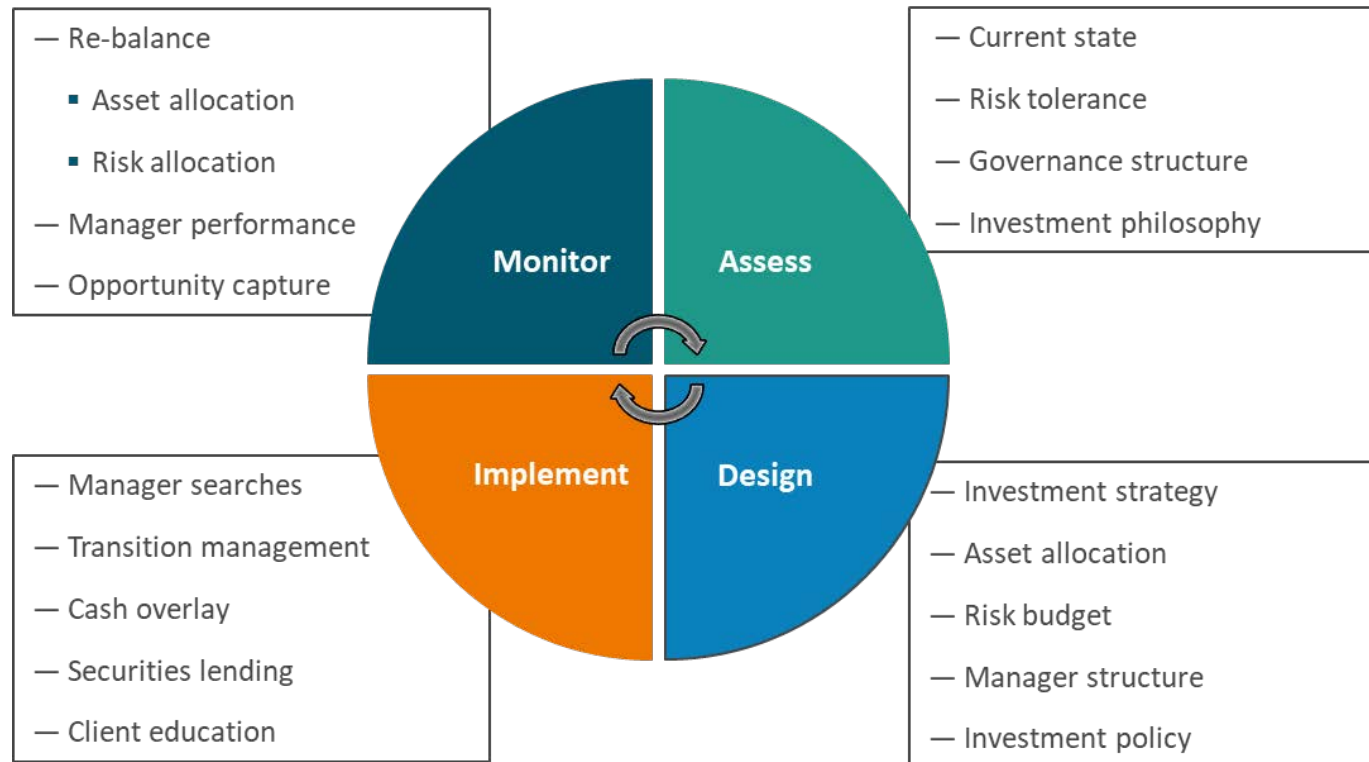 — Re-balance
▪ Asset allocation
▪ Risk allocation
— Manager performance
— Opportunity capture
— Current state
— Risk tolerance
— Governance structure
— Investment philosophy
Monitor
Assess
Implement
Design
— Manager searches
— Transition management
— Cash overlay
— Securities lending
— Client education
— Investment strategy
— Asset allocation
— Risk budget
— Manager structure
— Investment policy